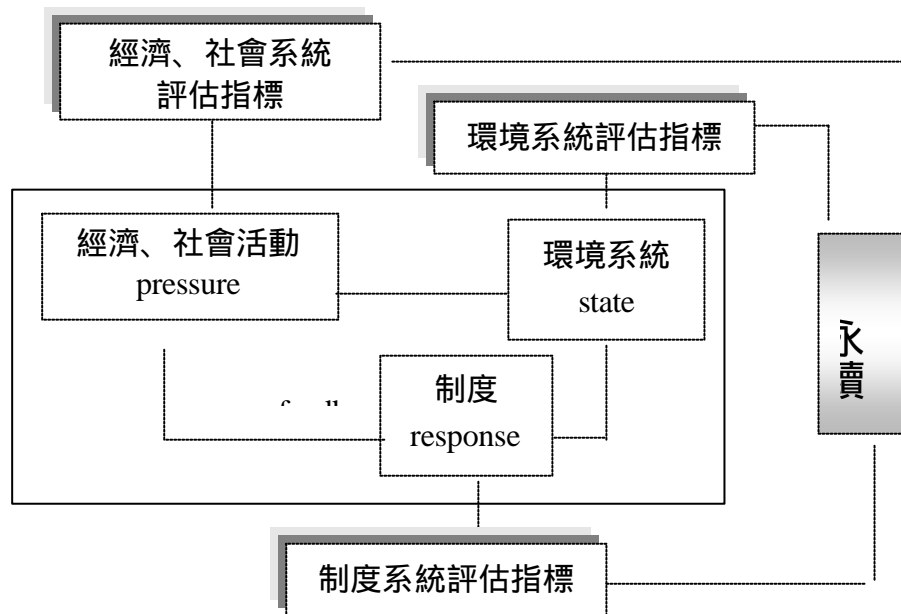 經濟、社會系統
評估指標
環境系統評估指標
經濟、社會活動
pressure
環境系統
state
永
續
制度
response
制度系統評估指標